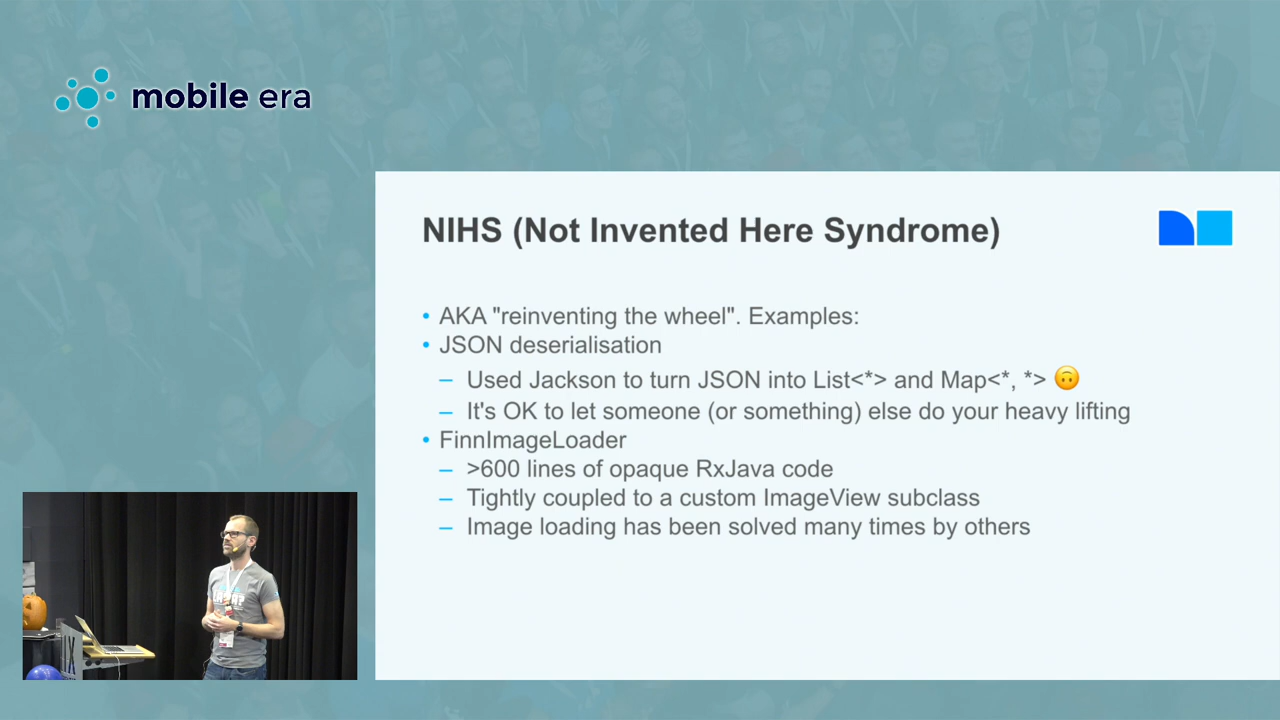 mobile era
NIHS (Not Invented Here Syndrome)
• AKA "reinventing the wheel". Examples:
• JSON deserialisation
– Used Jackson to turn JSON into List<*> and Map<*, *> 🙃
– It's OK to let someone (or something) else do your heavy lifting
• FinnImageLoader
– >600 lines of opaque RxJava code
– Tightly coupled to a custom ImageView subclass
– Image loading has been solved many times by others